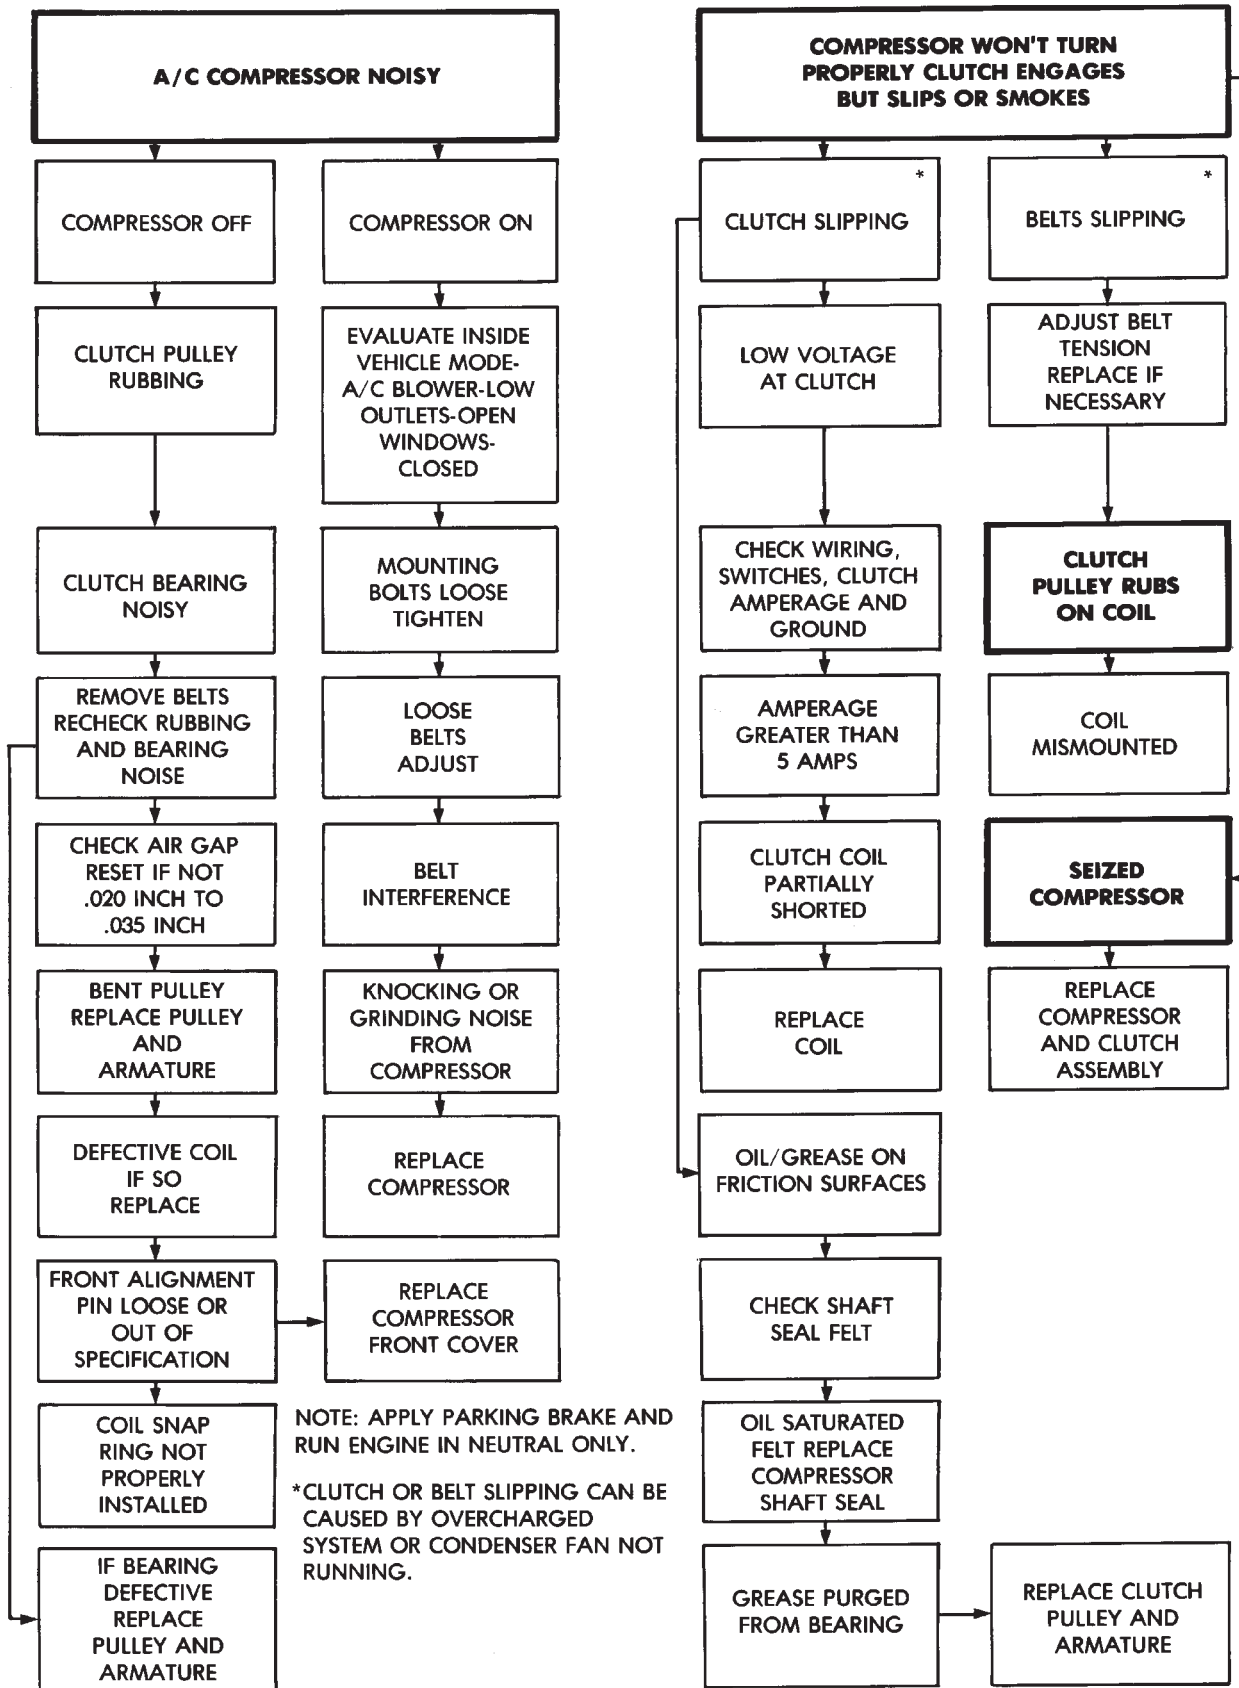 A/C COMPRESSOR NOISY
COMPRESSOR OFF
CLUTCH PULLEY
RUBBING
CLUTCH BEARING
NOISY
REMOVE BELTS
RECHECK RUBBING
AND BEARING
NOISE
CHECK AIR GAP
RESET IF NOT
.020 INCH TO
.035 INCH
BENT PULLEY
REPLACE PULLEY
AND
ARMATURE
DEFECTIVE COIL
IF SO
REPLACE
FRONT ALIGNMENT
PIN LOOSE OR
OUT OF
SPECIFICATION
COIL SNAP
RING NOT
PROPERLY
INSTALLED
IF BEARING
DEFECTIVE
REPLACE
PULLEY AND
ARMATURE
COMPRESSOR ON
EVALUATE INSIDE
VEHICLE MODE-
A/C BLOWER-LOW
OUTLETS-OPEN
WINDOWS-
CLOSED
MOUNTING
BOLTS LOOSE
TIGHTEN
LOOSE
BELTS
ADJUST
BELT
INTERFERENCE
KNOCKING OR
GRINDING NOISE
FROM
COMPRESSOR
REPLACE
COMPRESSOR
REPLACE
COMPRESSOR
FRONT COVER
NOTE: APPLY PARKING BRAKE AND
RUN ENGINE IN NEUTRAL ONLY.
*CLUTCH OR BELT SLIPPING CAN BE
CAUSED BY OVERCHARGED
SYSTEM OR CONDENSER FAN NOT
RUNNING.
COMPRESSOR WON'T TURN
PROPERLY CLUTCH ENGAGES
BUT SLIPS OR SMOKES
*
CLUTCH SLIPPING
LOW VOLTAGE
AT CLUTCH
CHECK WIRING,
SWITCHES, CLUTCH
AMPERAGE AND
GROUND
AMPERAGE
GREATER THAN
5 AMPS
CLUTCH COIL
PARTIALLY
SHORTED
REPLACE
COIL
OIL/GREASE ON
FRICTION SURFACES
CHECK SHAFT
SEAL FELT
OIL SATURATED
FELT REPLACE
COMPRESSOR
SHAFT SEAL
GREASE PURGED
FROM BEARING
REPLACE CLUTCH
PULLEY AND
ARMATURE
*
BELTS SLIPPING
ADJUST BELT
TENSION
REPLACE IF
NECESSARY
CLUTCH
PULLEY RUBS
ON COIL
COIL
MISMOUNTED
SEIZED
COMPRESSOR
REPLACE
COMPRESSOR
AND CLUTCH
ASSEMBLY